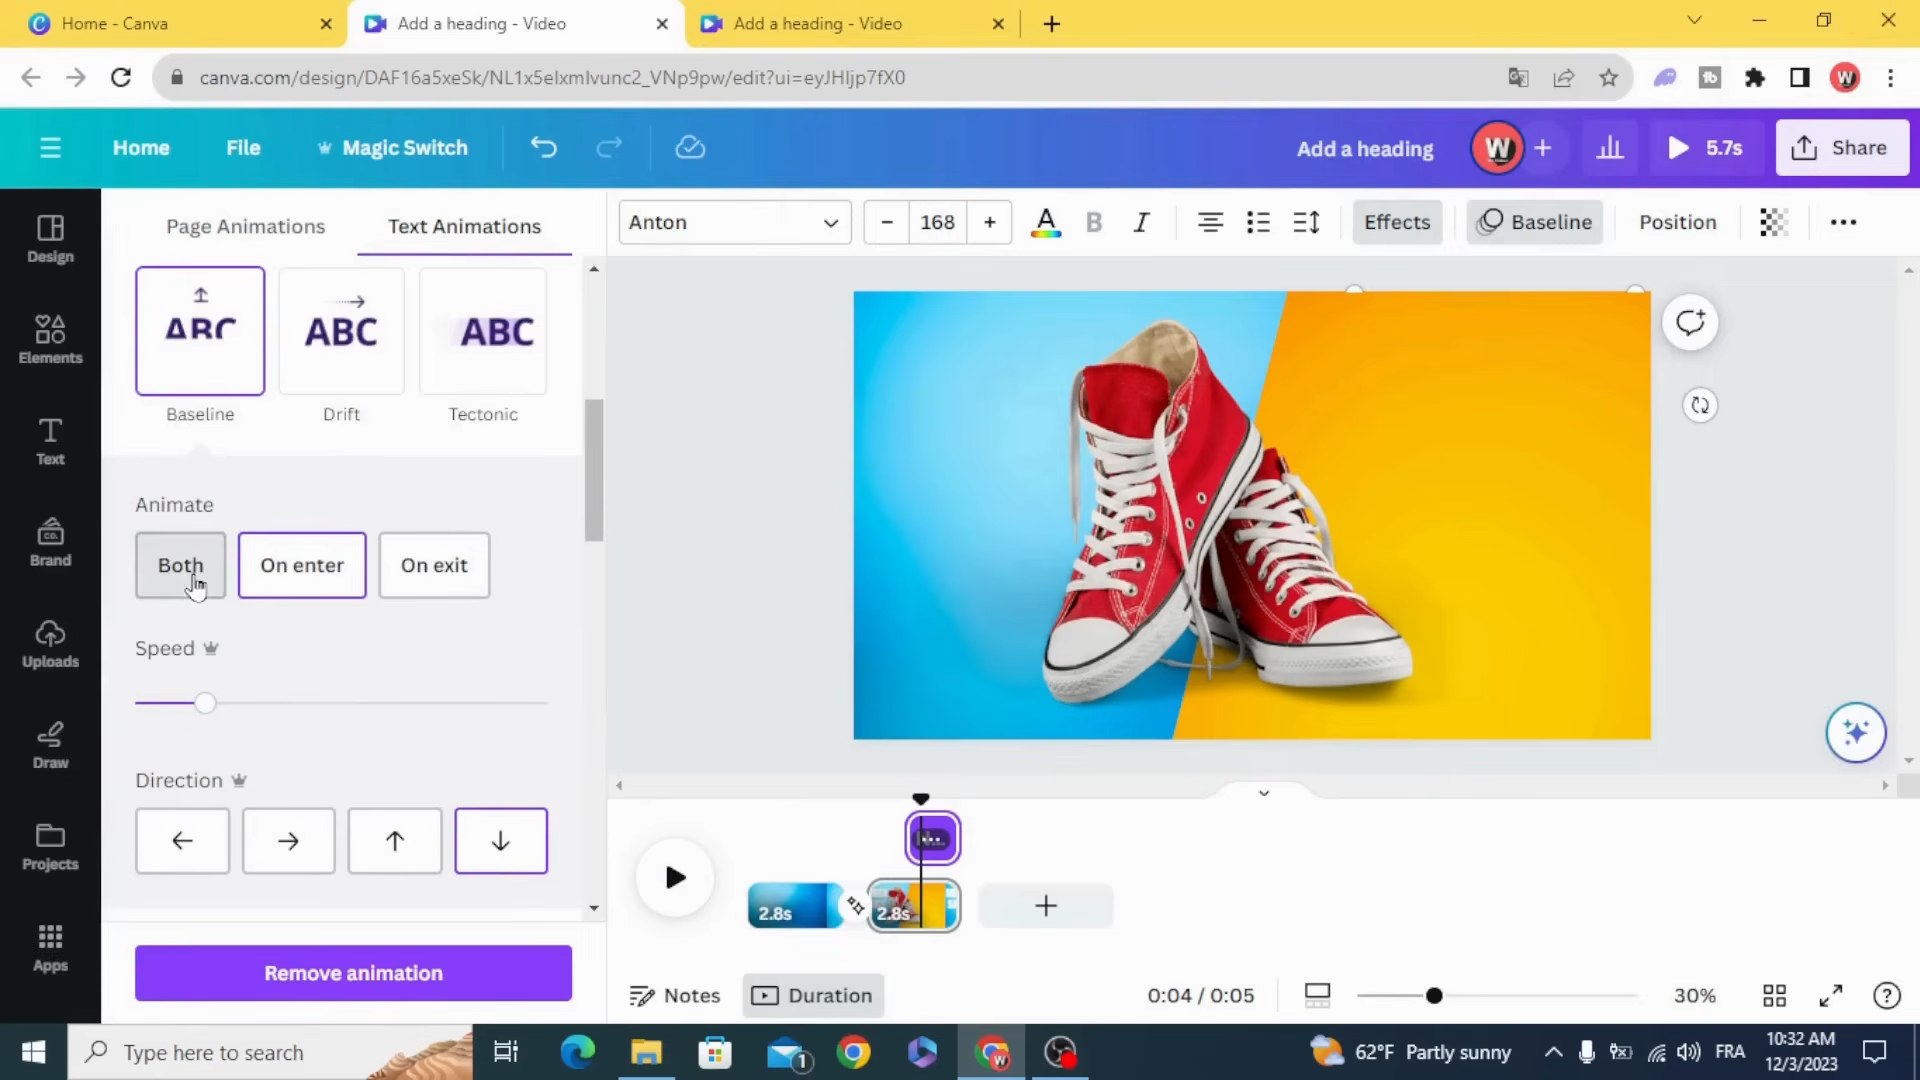 Home - Canva
Add a heading - Video
Add a heading - Video
canva.com/design/DAF16a5xeSk/NL1x5eIxmIvunc2_VNp9pw/edit?ui=eyJHIjp7fX0
Home
File
Magic Switch
Add a heading
W
5.7s
Share
Design
Elements
Text
Brand
Uploads
Draw
Projects
Apps
Page Animations
Text Animations
Anton
168
A
B
I
Effects
Baseline
Position
ABC
ABC
ABC
Baseline
Drift
Tectonic
Animate
Both
On enter
On exit
Speed
Direction
Remove animation
2.8s
2.8s
Notes
Duration
0:04 / 0:05
30%
Type here to search
1
62°F Partly sunny
FRA
10:32 AM
12/3/2023